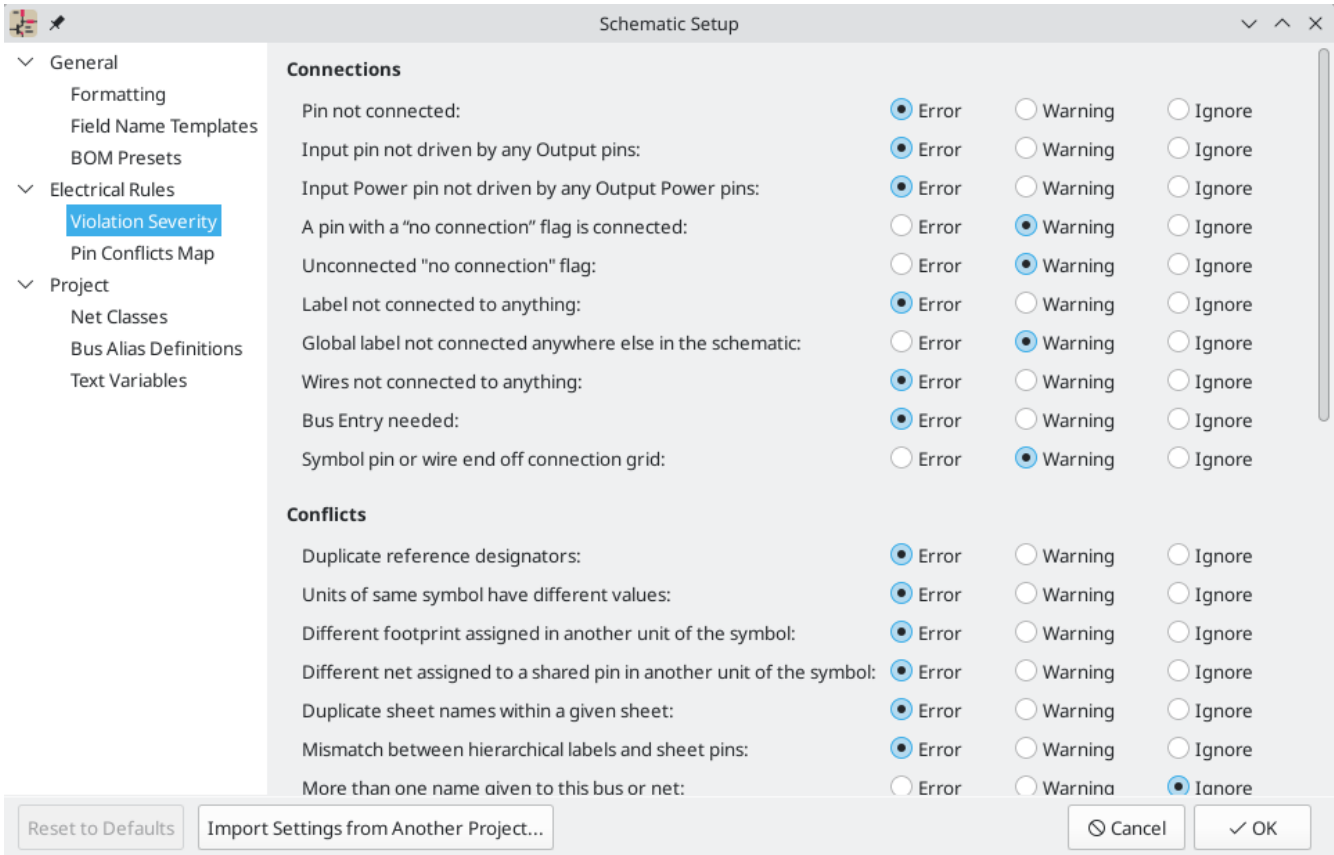 Schematic Setup
General
Formatting
Field Name Templates
BOM Presets
Electrical Rules
Violation Severity
Pin Conflicts Map
Project
Net Classes
Bus Alias Definitions
Text Variables
Connections
Pin not connected: Error Warning Ignore
Input pin not driven by any Output pins: Error Warning Ignore
Input Power pin not driven by any Output Power pins: Error Warning Ignore
A pin with a “no connection” flag is connected: Error Warning Ignore
Unconnected "no connection" flag: Error Warning Ignore
Label not connected to anything: Error Warning Ignore
Global label not connected anywhere else in the schematic: Error Warning Ignore
Wires not connected to anything: Error Warning Ignore
Bus Entry needed: Error Warning Ignore
Symbol pin or wire end off connection grid: Error Warning Ignore
Conflicts
Duplicate reference designators: Error Warning Ignore
Units of same symbol have different values: Error Warning Ignore
Different footprint assigned in another unit of the symbol: Error Warning Ignore
Different net assigned to a shared pin in another unit of the symbol: Error Warning Ignore
Duplicate sheet names within a given sheet: Error Warning Ignore
Mismatch between hierarchical labels and sheet pins: Error Warning Ignore
More than one name given to this bus or net: Error Warning Ignore
Reset to Defaults Import Settings from Another Project... Cancel OK